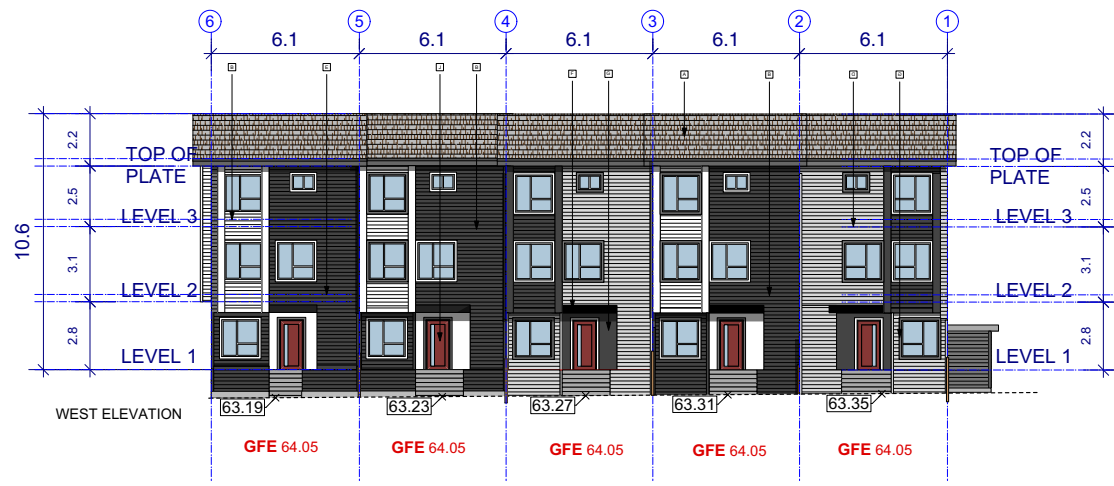 6 5 4 3 2 1
6.1 6.1 6.1 6.1 6.1
2.2 2.2
TOP OF PLATE TOP OF PLATE
2.5 2.5
LEVEL 3 LEVEL 3
10.6
3.1 3.1
LEVEL 2 LEVEL 2
2.8 2.8
LEVEL 1 LEVEL 1
WEST ELEVATION
63.19 63.23 63.27 63.31 63.35
GFE 64.05 GFE 64.05 GFE 64.05 GFE 64.05 GFE 64.05